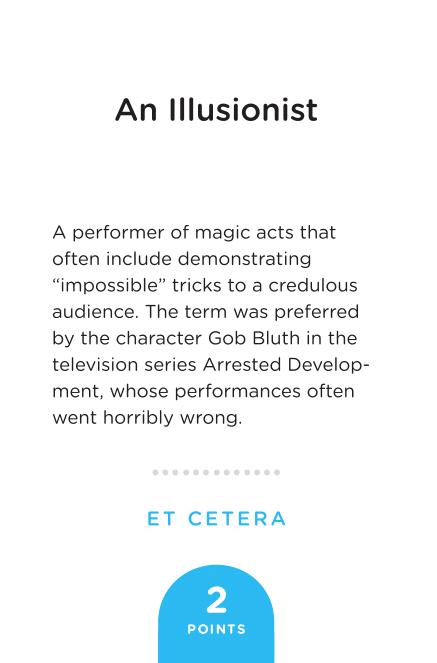 An Illusionist
A performer of magic acts that
often include demonstrating
“impossible” tricks to a credulous
audience. The term was preferred
by the character Gob Bluth in the
television series Arrested Develop-
ment, whose performances often
went horribly wrong.
ET CETERA
2
POINTS